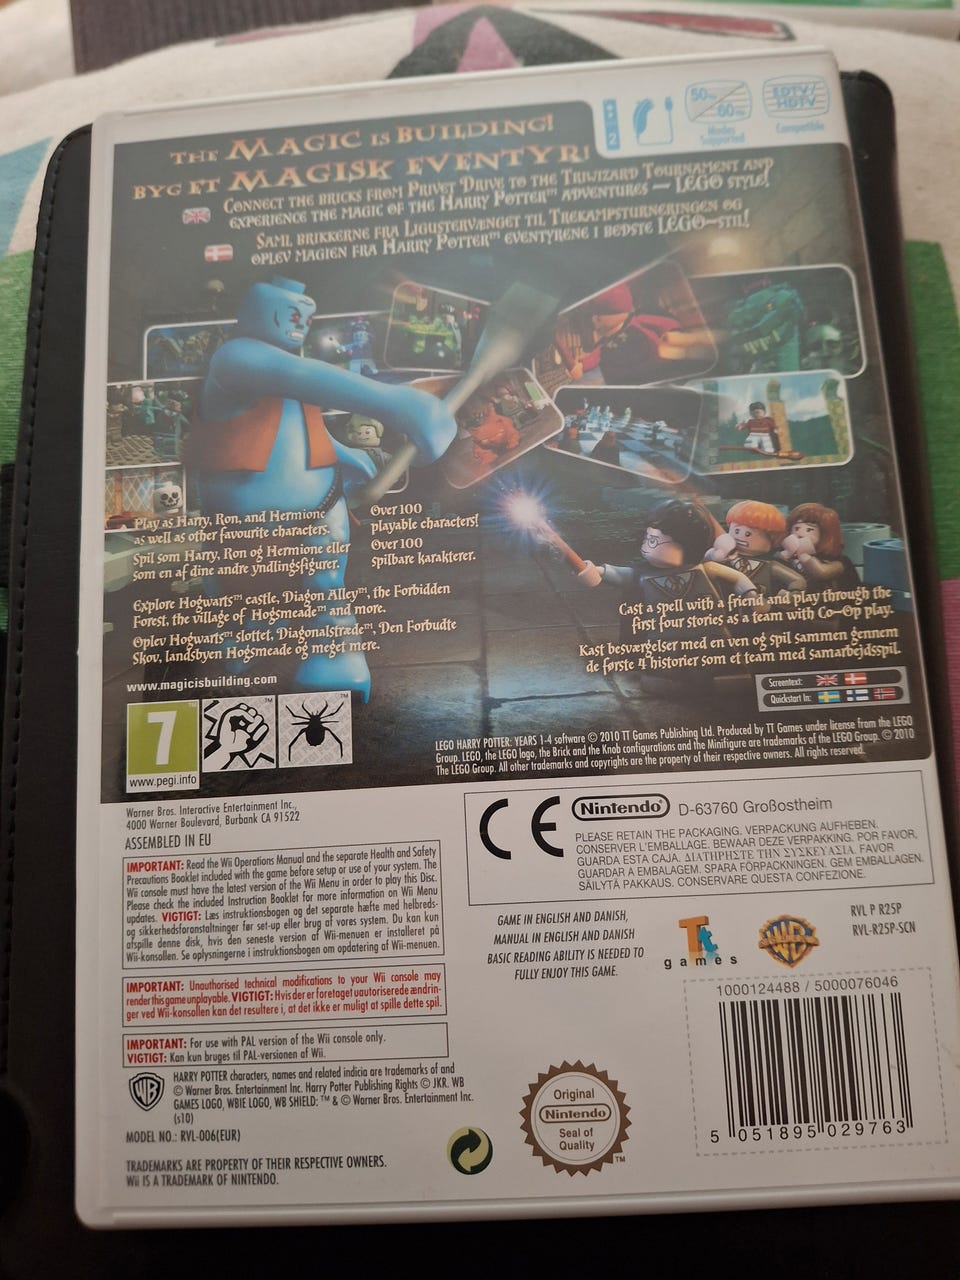 2
50Hz
60Hz
Modes
Supported
EDTV/
HDTV
Compatible
THE MAGIC IS BUILDING!
BYG ET MAGISK EVENTYR!
CONNECT THE BRICKS FROM PRIVET DRIVE TO THE TRIWIZARD TOURNAMENT AND
EXPERIENCE THE MAGIC OF THE HARRY POTTER™ ADVENTURES – LEGO STYLE!
SAML BRIKKERNE FRA LIGUSTERVÆNGET TIL TREKAMPSTURNERINGEN OG
OPLEV MAGIEN FRA HARRY POTTER™ EVENTYRENE I BEDSTE LEGO-STIL!
Play as Harry, Ron, and Hermione
as well as other favourite characters.
Spil som Harry, Ron og Hermione eller
som en af dine andre yndlingsfigurer.
Over 100
playable characters!
Over 100
spilbare karakterer.
Explore Hogwarts™ castle, Diagon Alley™, the Forbidden
Forest, the village of Hogsmeade™ and more.
Oplev Hogwarts™ slottet, Diagonalstræde™, Den Forbudte
Skov, landsbyen Hogsmeade og meget mere.
Cast a spell with a friend and play through the
first four stories as a team with Co-Op play.
Kast besværgelser med en ven og spil sammen gennem
de første 4 historier som et team med samarbejdsspil.
www.magicisbuilding.com
Screentext:
Quickstart In:
7
™
™
™
www.pegi.info
LEGO HARRY POTTER: YEARS 1-4 software © 2010 TT Games Publishing Ltd. Produced by TT Games under license from the LEGO
Group. LEGO, the LEGO logo, the Brick and the Knob configurations and the Minifigure are trademarks of the LEGO Group. © 2010
The LEGO Group. All other trademarks and copyrights are the property of their respective owners. All rights reserved.
Warner Bros. Interactive Entertainment Inc.,
4000 Warner Boulevard, Burbank CA 91522
ASSEMBLED IN EU
IMPORTANT: Read the Wii Operations Manual and the separate Health and Safety
Precautions Booklet included with the game before setup or use of your system. The
Wii console must have the latest version of the Wii Menu in order to play this Disc.
Please check the included Instruction Booklet for more information on Wii Menu
updates. VIGTIGT: Læs instruktionsbogen og det separate hæfte med helbreds-
og sikkerhedsforanstaltninger før set-up eller brug af vores system. Du kan kun
afspille denne disk, hvis den seneste version af Wii-menuen er installeret på
Wii-konsollen. Se oplysningerne i instruktionsbogen om opdatering af Wii-menuen.
IMPORTANT: Unauthorised technical modifications to your Wii console may
render this game unplayable. VIGTIGT: Hvis der er foretaget uautoriserede ændrin-
ger ved Wii-konsollen kan det resultere i, at det ikke er muligt at spille dette spil.
IMPORTANT: For use with PAL version of the Wii console only.
VIGTIGT: Kan kun bruges til PAL-versionen af Wii.
WB
HARRY POTTER characters, names and related indicia are trademarks of and
© Warner Bros. Entertainment Inc. Harry Potter Publishing Rights © JKR. WB
GAMES LOGO, WBIE LOGO, WB SHIELD: ™ & © Warner Bros. Entertainment Inc.
(s10)
MODEL NO.: RVL-006(EUR)
TRADEMARKS ARE PROPERTY OF THEIR RESPECTIVE OWNERS.
Wii IS A TRADEMARK OF NINTENDO.
CE
Nintendo®
D-63760 Großostheim
PLEASE RETAIN THE PACKAGING. VERPACKUNG AUFHEBEN.
CONSERVER L'EMBALLAGE. BEWAAR DEZE VERPAKKING. POR FAVOR,
GUARDA ESTA CAJA. ΔΙΑΤΗΡΗΣΤΕ ΤΗΝ ΣΥΣΚΕΥΑΣΙΑ. FAVOR
GUARDAR A EMBALAGEM. SPARA FÖRPACKNINGEN. GEM EMBALLAGEN.
SÄILYTÄ PAKKAUS. CONSERVARE QUESTA CONFEZIONE.
GAME IN ENGLISH AND DANISH,
MANUAL IN ENGLISH AND DANISH
BASIC READING ABILITY IS NEEDED TO
FULLY ENJOY THIS GAME.
Tt
games
WB
RVL P R25P
RVL-R25P-SCN
1000124488 / 5000076046
5 051895 029763
Original
Nintendo
Seal of
Quality
™